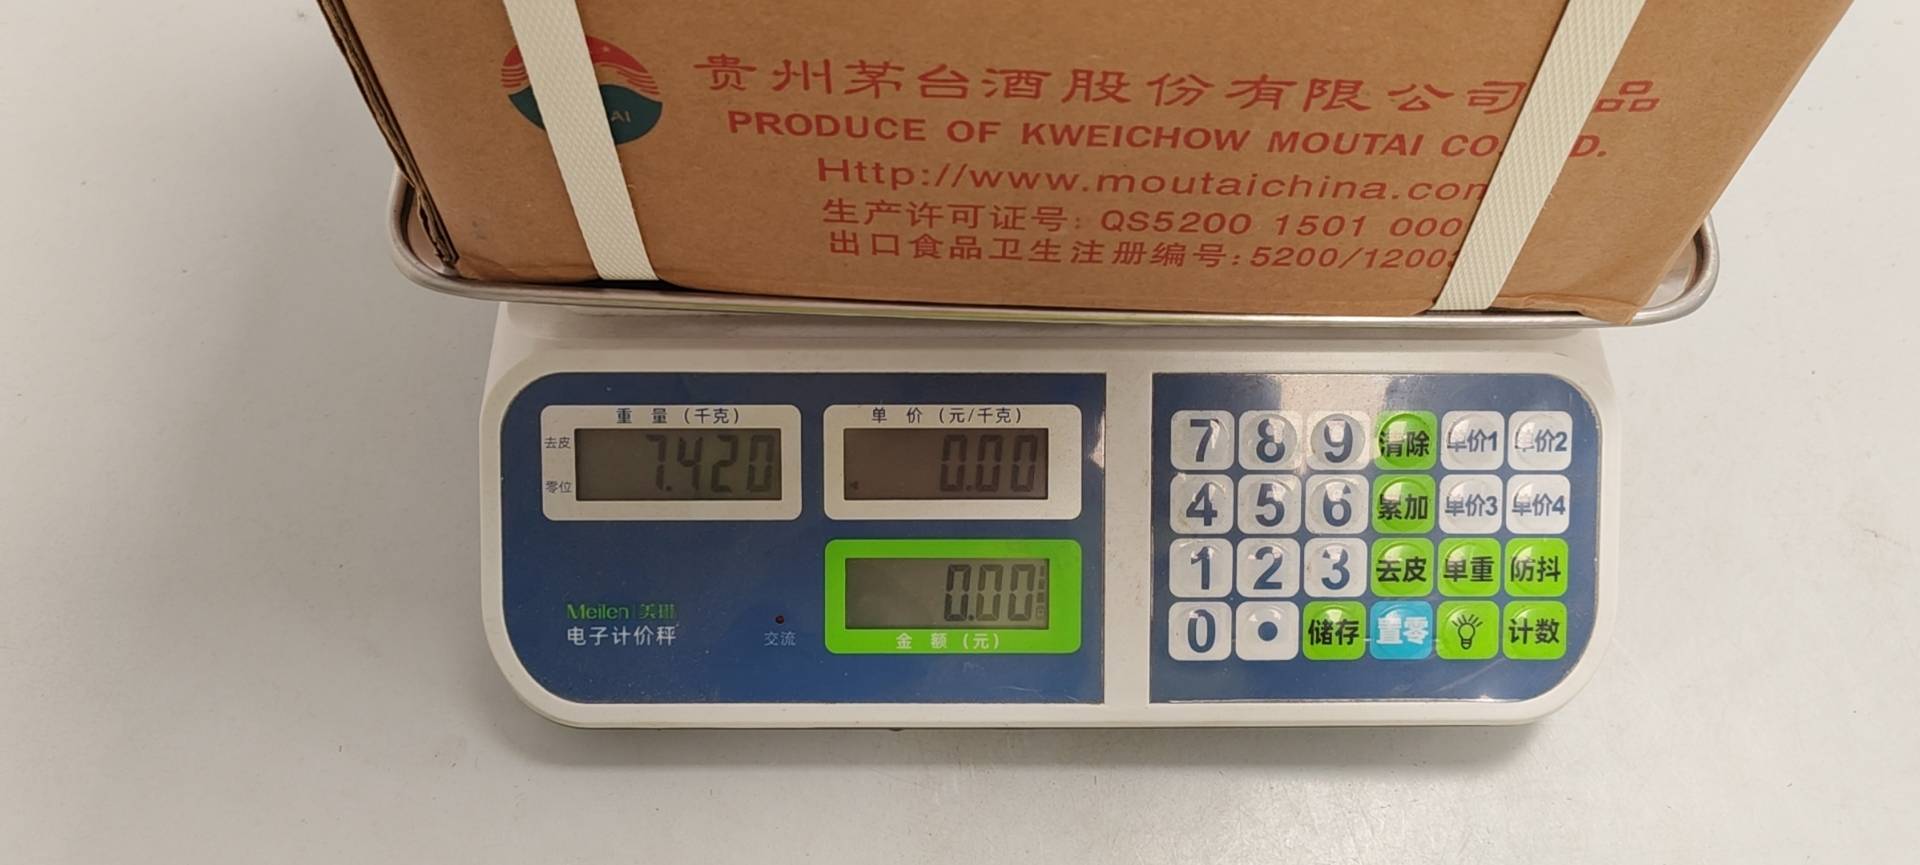 贵州茅台酒股份有限公司 品
PRODUCE OF KWEICHOW MOUTAI CO. D.
Http://www.moutaichina.com
生产许可证号: QS5200 1501 000
出口食品卫生注册编号:5200/1200
AI
重 量 (千克)
去皮
零位
7.420
单 价 (元/千克)
0.00
0.00
金 额 (元)
Meilen 美琳
电子计价秤
交流
7 8 9 清除 单价1 单价2
4 5 6 累加 单价3 单价4
1 2 3 去皮 单重 防抖
0 • 储存 置零 计数